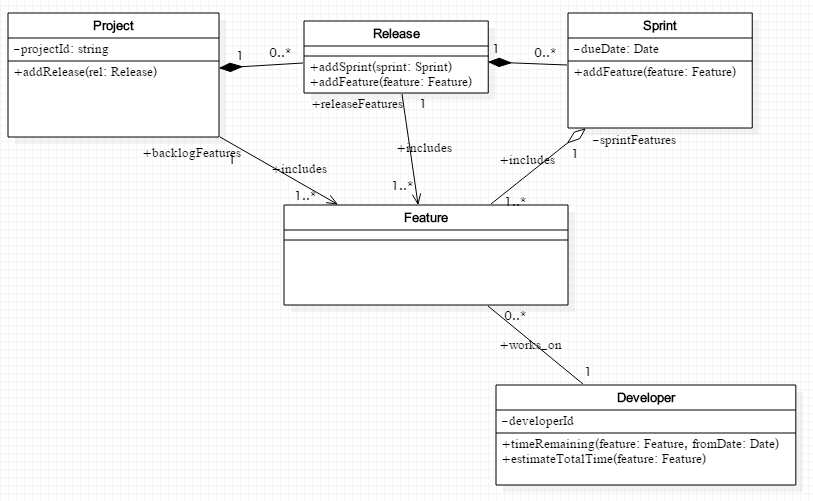 Project
-projectId: string
+addRelease(rel: Release)
1
0..*
Release
+addSprint(sprint: Sprint)
+addFeature(feature: Feature)
1
0..*
Sprint
-dueDate: Date
+addFeature(feature: Feature)
+releaseFeatures
1
-sprintFeatures
1
+backlogFeatures
1
+includes
+includes
+includes
1..*
1..*
1..*
Feature
0..*
+works_on
1
Developer
-developerId
+timeRemaining(feature: Feature, fromDate: Date)
+estimateTotalTime(feature: Feature)